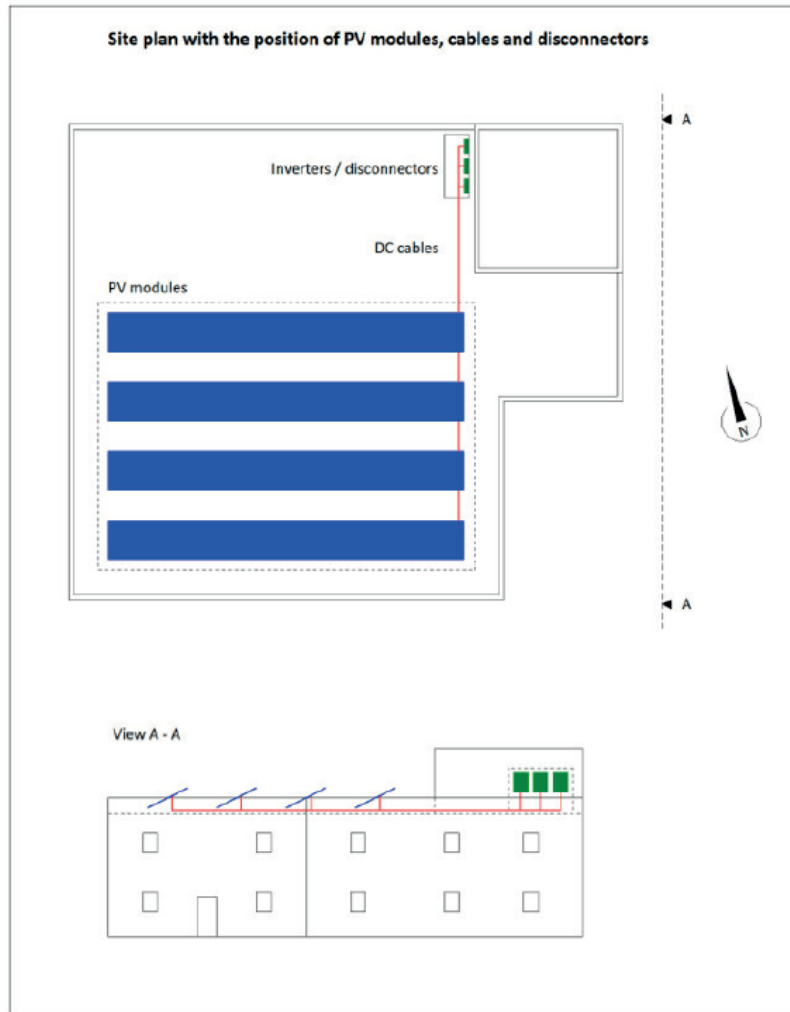 Site plan with the position of PV modules, cables and disconnectors
A
Inverters / disconnectors
DC cables
PV modules
N
A
View A - A